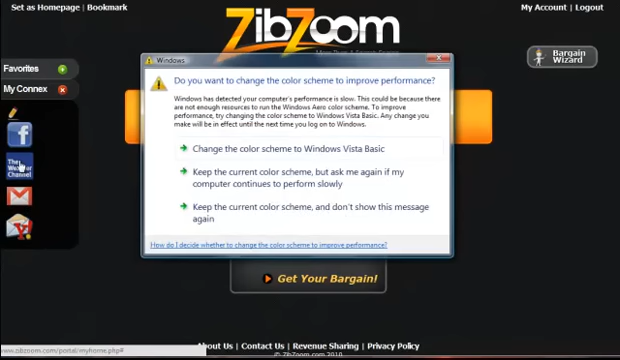 Set as Homepage | Bookmark
My Account | Logout
ZibZoom
Bargain
Wizard
Favorites
My Connex
The
Weather
Channel
Windows
Do you want to change the color scheme to improve performance?
Windows has detected your computer's performance is slow. This could be because there
are not enough resources to run the Windows Aero color scheme. To improve
performance, try changing the color scheme to Windows Vista Basic. Any change you
make will be in effect until the next time you log on to Windows.
Change the color scheme to Windows Vista Basic
Keep the current color scheme, but ask me again if my
computer continues to perform slowly
Keep the current color scheme, and don't show this message
again
How do I decide whether to change the color scheme to improve performance?
Get Your Bargain!
About Us | Contact Us | Revenue Sharing | Privacy Policy
www.zibzoom.com/portal/myhome.php#
© ZibZoom.com 2010